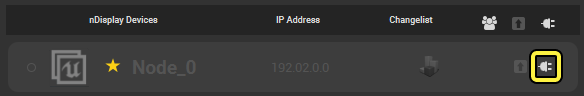 nDisplay Devices IP Address Changelist
Node_0 192.02.0.0